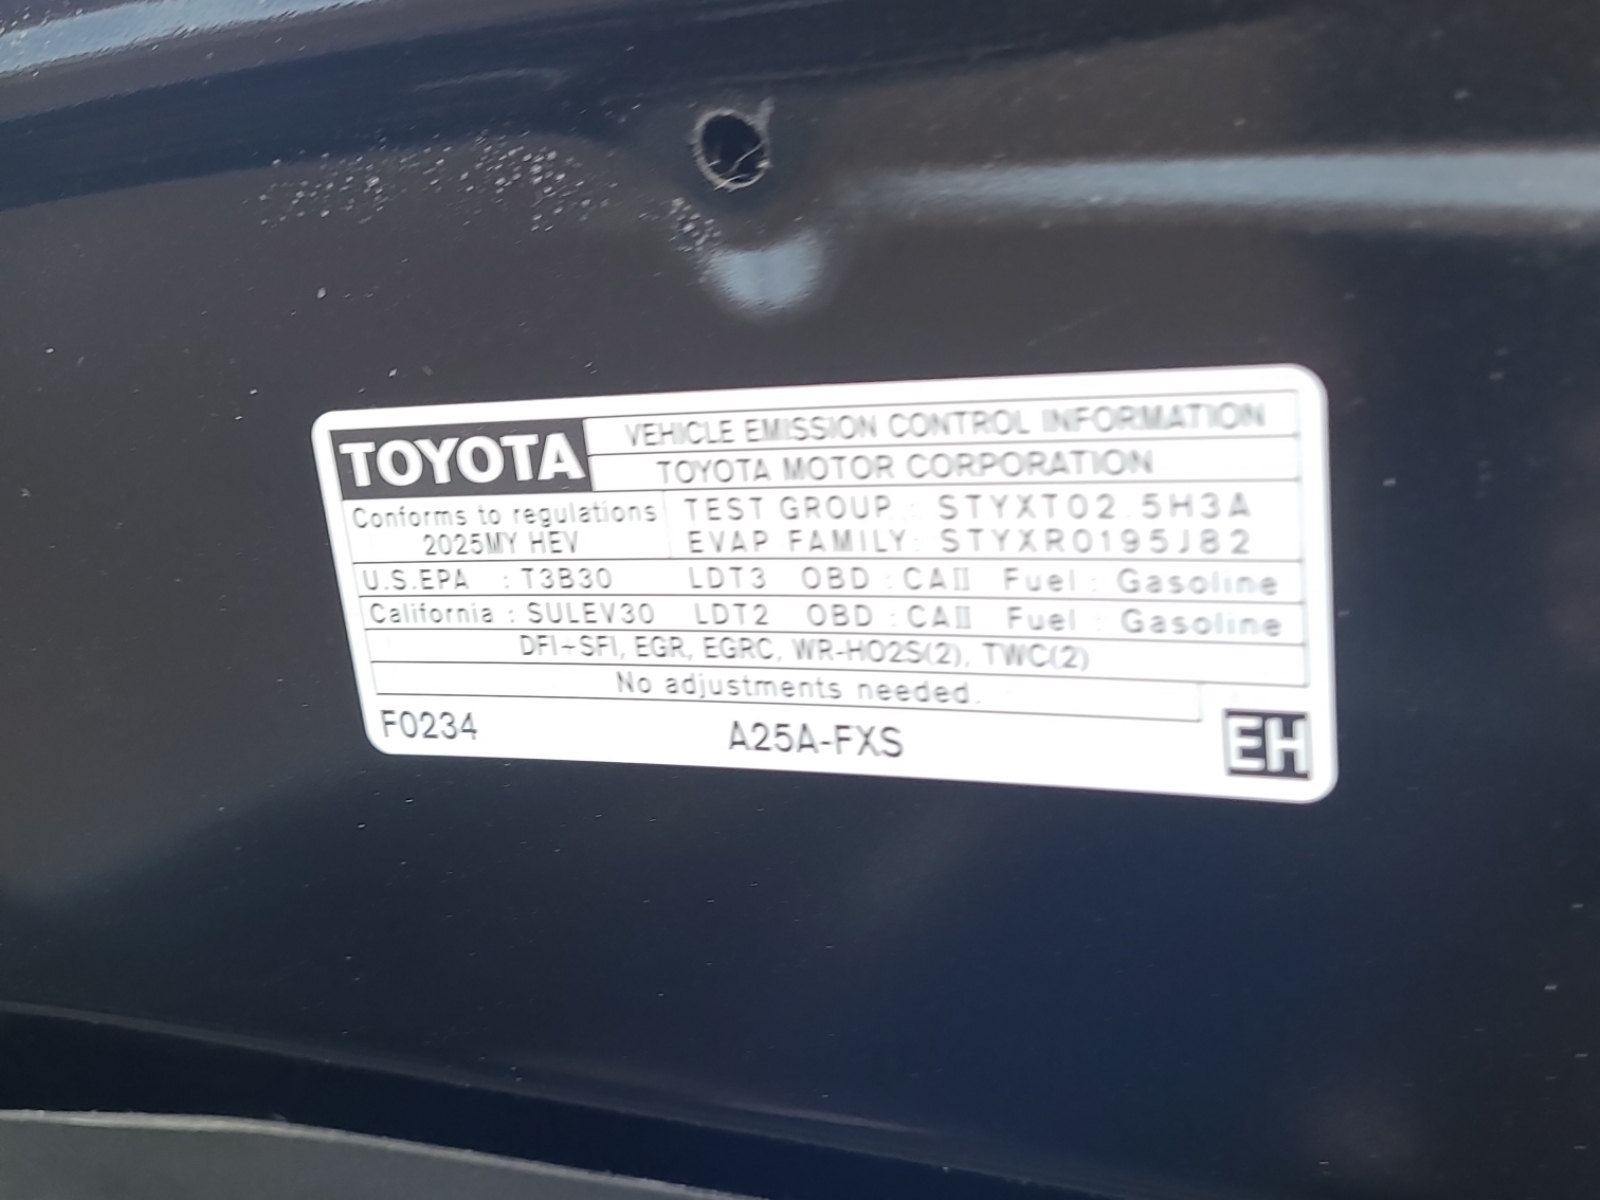 TOYOTA
VEHICLE EMISSION CONTROL INFORMATION
TOYOTA MOTOR CORPORATION
Conforms to regulations
2025MY HEV
TEST GROUP : STYXT02.5H3A
EVAP FAMILY: STYXR0195J82
U.S.EPA : T3B30 LDT3 OBD : CAII Fuel : Gasoline
California : SULEV30 LDT2 OBD : CAII Fuel : Gasoline
DFI+SFI, EGR, EGRC, WR-HO2S(2), TWC(2)
No adjustments needed.
F0234
A25A-FXS
EH